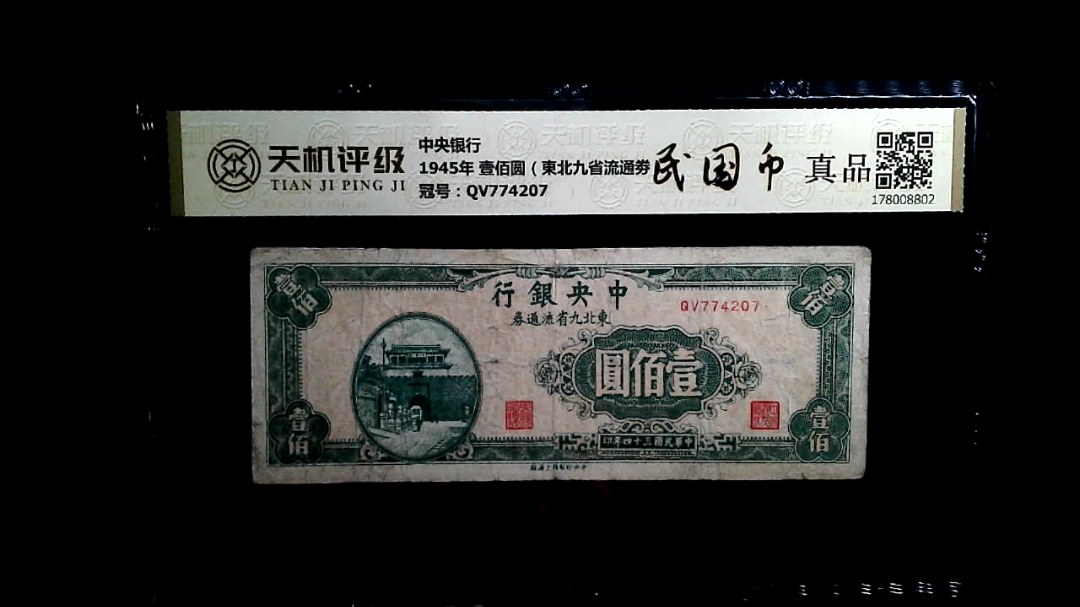 天机评级
TIAN JI PING JI
中央银行
1945年 壹佰圆（東北九省流通劵
冠号：QV774207
民国币
真品
178008802
壹佰
壹佰
行銀央中
券通流省九北東
QV774207
圓佰壹
印年四十三國民華中
壹佰
壹佰